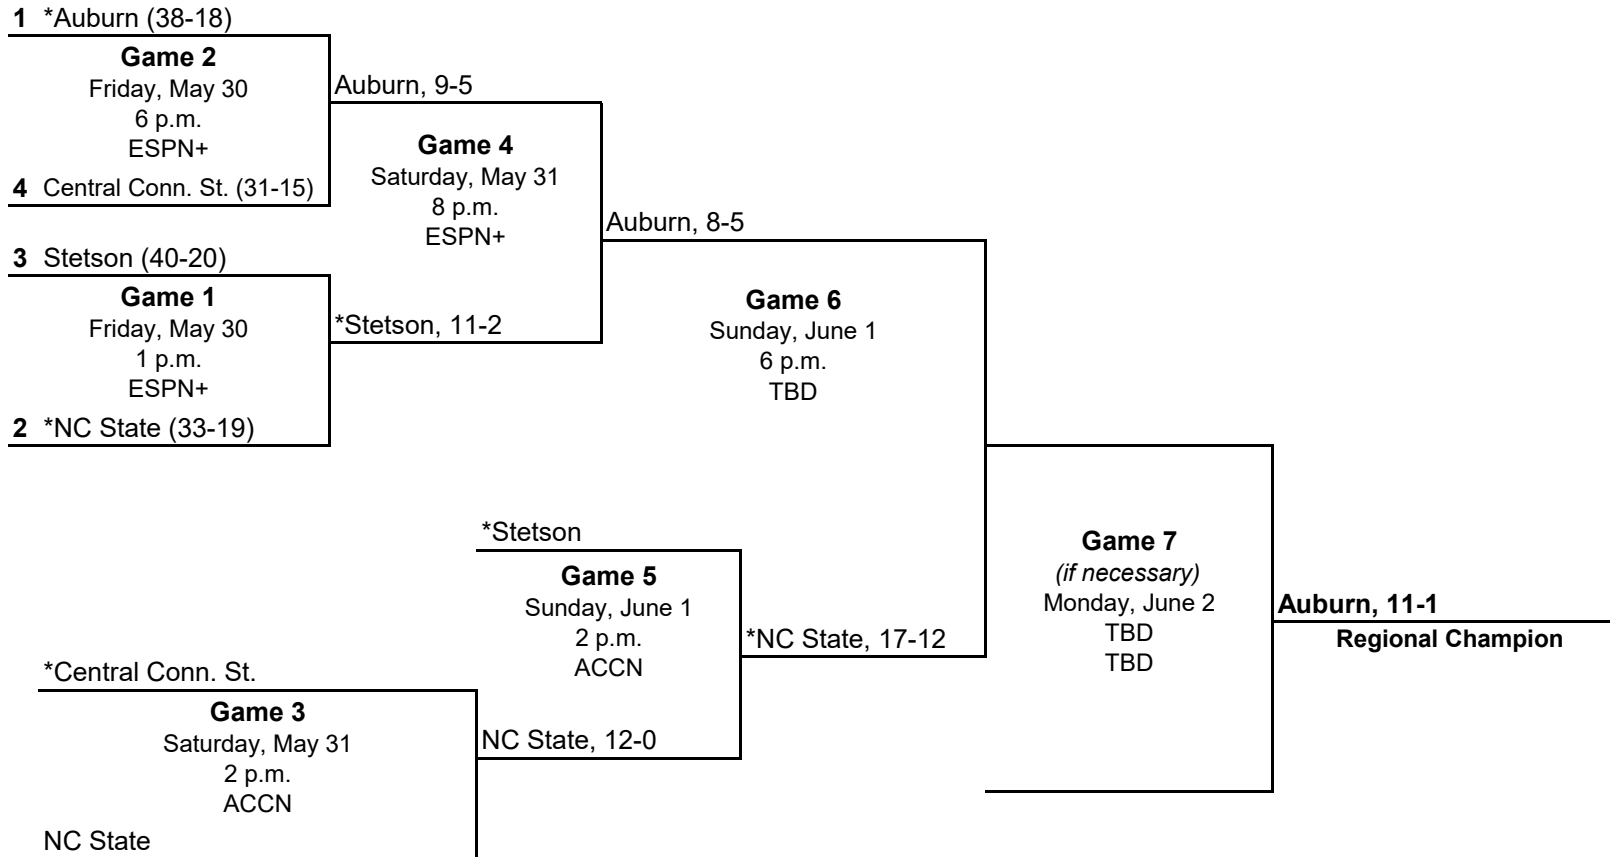 1 *Auburn (38-18)
Game 2
Friday, May 30
6 p.m.
ESPN+
4 Central Conn. St. (31-15)
Auburn, 9-5
3 Stetson (40-20)
Game 1
Friday, May 30
1 p.m.
ESPN+
2 *NC State (33-19)
*Stetson, 11-2
Game 4
Saturday, May 31
8 p.m.
ESPN+
Auburn, 8-5
Game 6
Sunday, June 1
6 p.m.
TBD
*Stetson
Game 5
Sunday, June 1
2 p.m.
ACCN
*NC State, 17-12
*Central Conn. St.
Game 3
Saturday, May 31
2 p.m.
ACCN
NC State
NC State, 12-0
Game 7
(if necessary)
Monday, June 2
TBD
TBD
Auburn, 11-1
Regional Champion